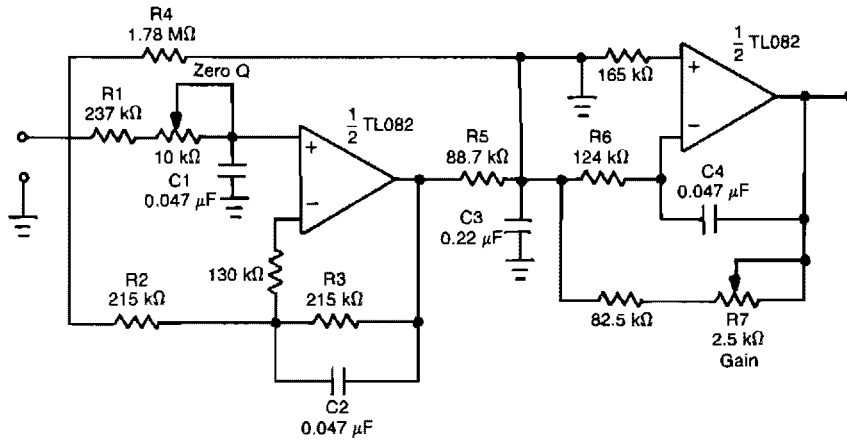 R4
1.78 MΩ
1/2 TL082
165 kΩ
Zero Q
R1
237 kΩ
10 kΩ
C1
0.047 μF
1/2 TL082
R5
88.7 kΩ
R6
124 kΩ
C4
0.047 μF
C3
0.22 μF
130 kΩ
R2
215 kΩ
R3
215 kΩ
82.5 kΩ
R7
2.5 kΩ
Gain
C2
0.047 μF
+
−
+
−